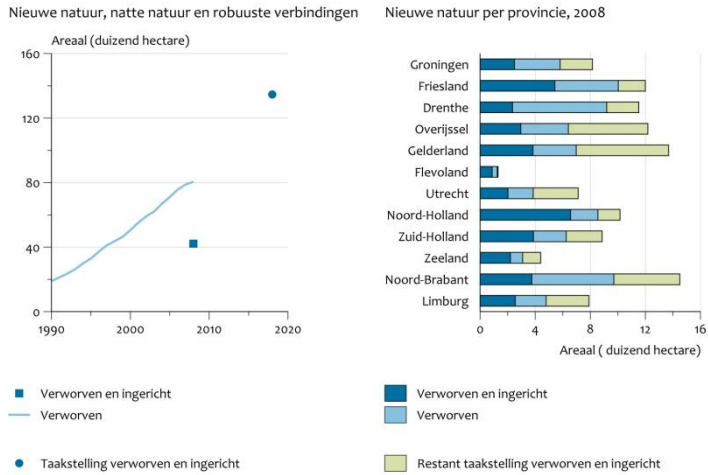 Nieuwe natuur, natte natuur en robuuste verbindingen
Areaal (duizend hectare)
160
120
80
40
0
1990
2000
2010
2020
Verworven en ingericht
Verworven
Taakstelling verworven en ingericht
Nieuwe natuur per provincie, 2008
Groningen
Friesland
Drenthe
Overijssel
Gelderland
Flevoland
Utrecht
Noord-Holland
Zuid-Holland
Zeeland
Noord-Brabant
Limburg
0
4
8
12
16
Areaal ( duizend hectare)
Verworven en ingericht
Verworven
Restant taakstelling verworven en ingericht